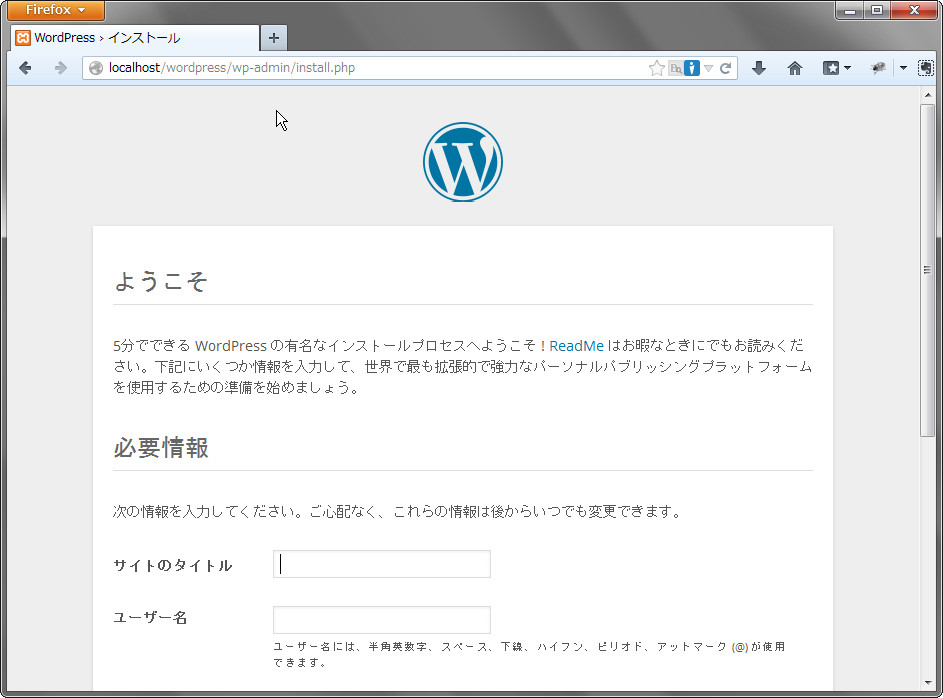 Firefox
WordPress › インストール
localhost/wordpress/wp-admin/install.php
ようこそ
5分でできる WordPress の有名なインストールプロセスへようこそ ! ReadMe はお暇なときにでもお読みくだ
さい。下記にいくつか情報を入力して、世界で最も拡張的で強力なパーソナルパブリッシングプラットフォーム
を使用するための準備を始めましょう。
必要情報
次の情報を入力してください。ご心配なく、これらの情報は後からいつでも変更できます。
サイトのタイトル
ユーザー名
ユーザー名には、半角英数字、スペース、下線、ハイフン、ピリオド、アットマーク (@) が使用
できます。